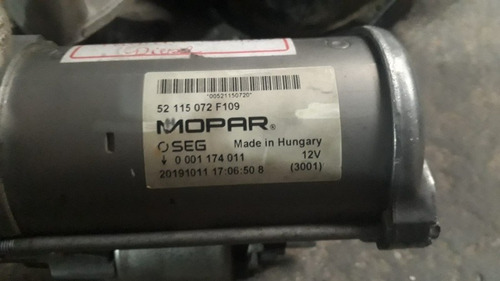 *00521150720*
52 115 072 F109
MOPAR®
SEG Made in Hungary
↓ 0 001 174 011 12V
20191011 17:06:50 8 (3001)